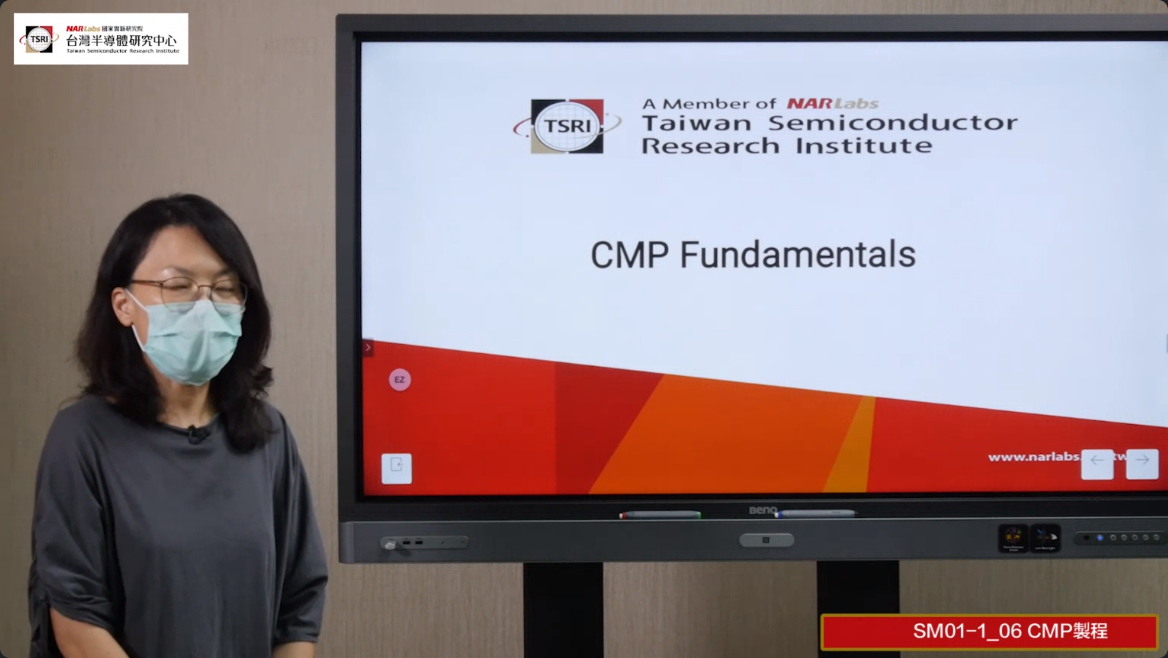 TSRI
NARLabs 國家實驗研究院
台灣半導體研究中心
Taiwan Semiconductor Research Institute
TSRI
A Member of NARLabs
Taiwan Semiconductor
Research Institute
CMP Fundamentals
EZ
www.narlabs.
BenQ
SM01-1_06 CMP製程